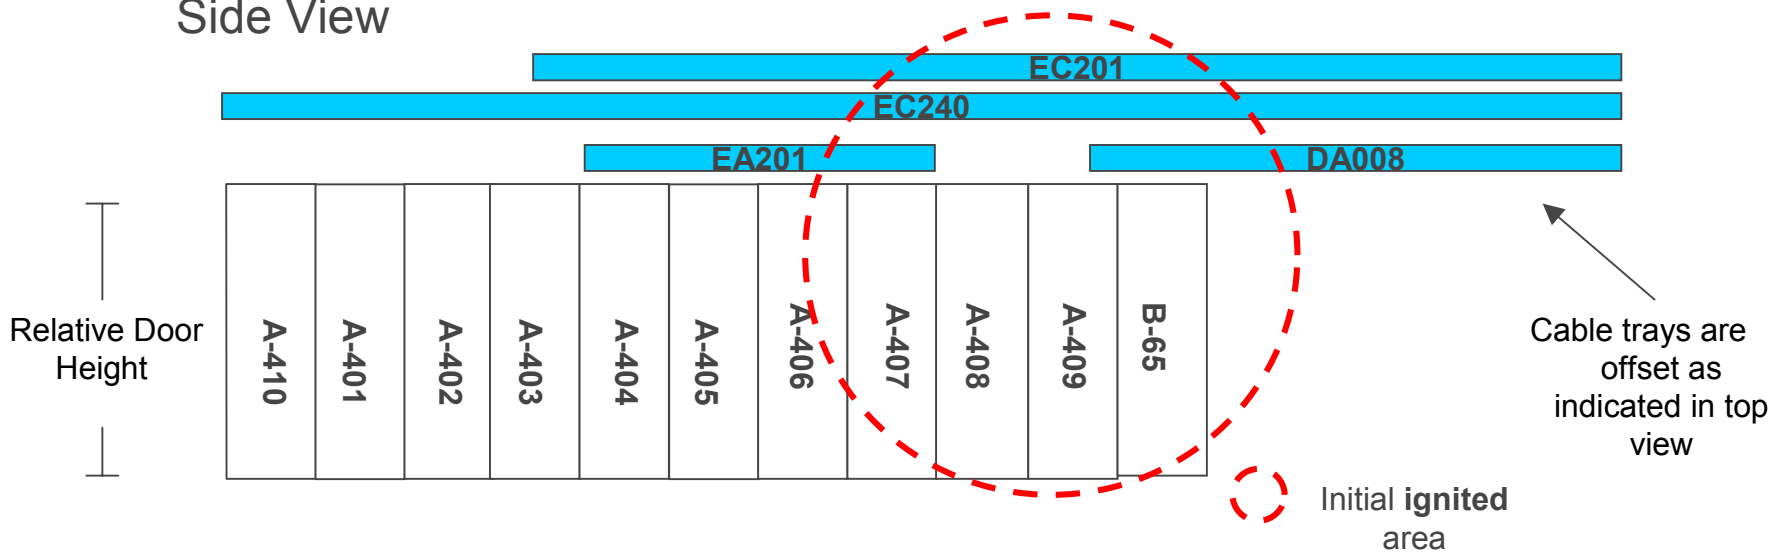 Side View
EC201
EC240
EA201
DA008
Relative Door
Height
A-410
A-401
A-402
A-403
A-404
A-405
A-406
A-407
A-408
A-409
B-65
Cable trays are
offset as
indicated in top
view
Initial ignited
area